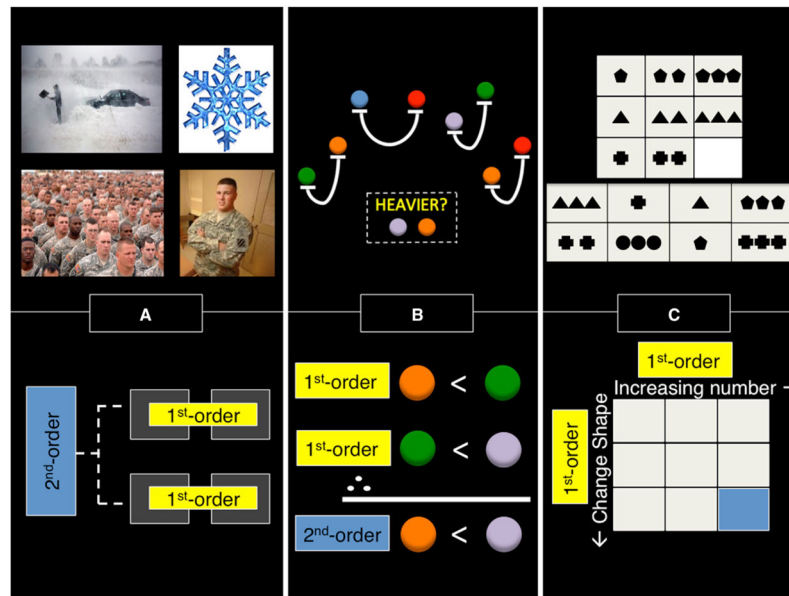 HEAVIER?
A
B
C
2nd-order
1st-order
1st-order
1st-order
<
1st-order
<
2nd-order
<
1st-order
Increasing number →
1st-order
← Change Shape